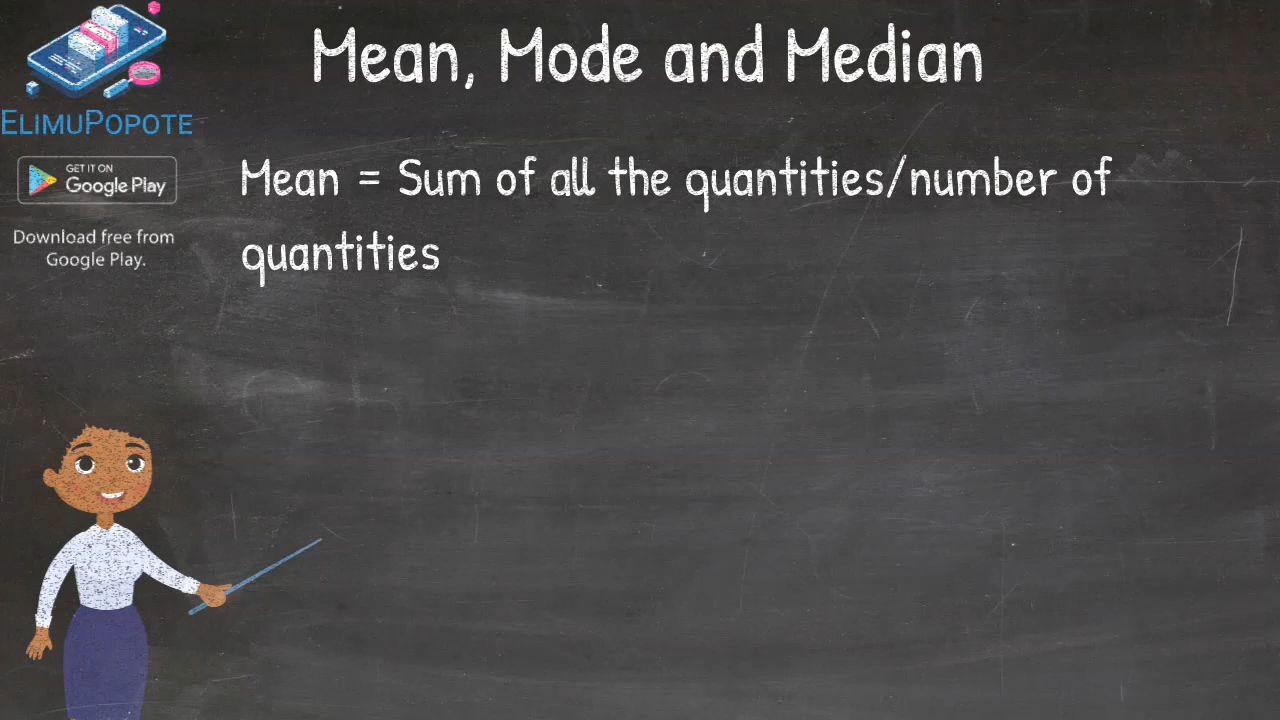 Mean, Mode and Median
ELIMUPOPOTE
GET IT ON
Google Play
Download free from
Google Play.
Mean = Sum of all the quantities/number of
quantities